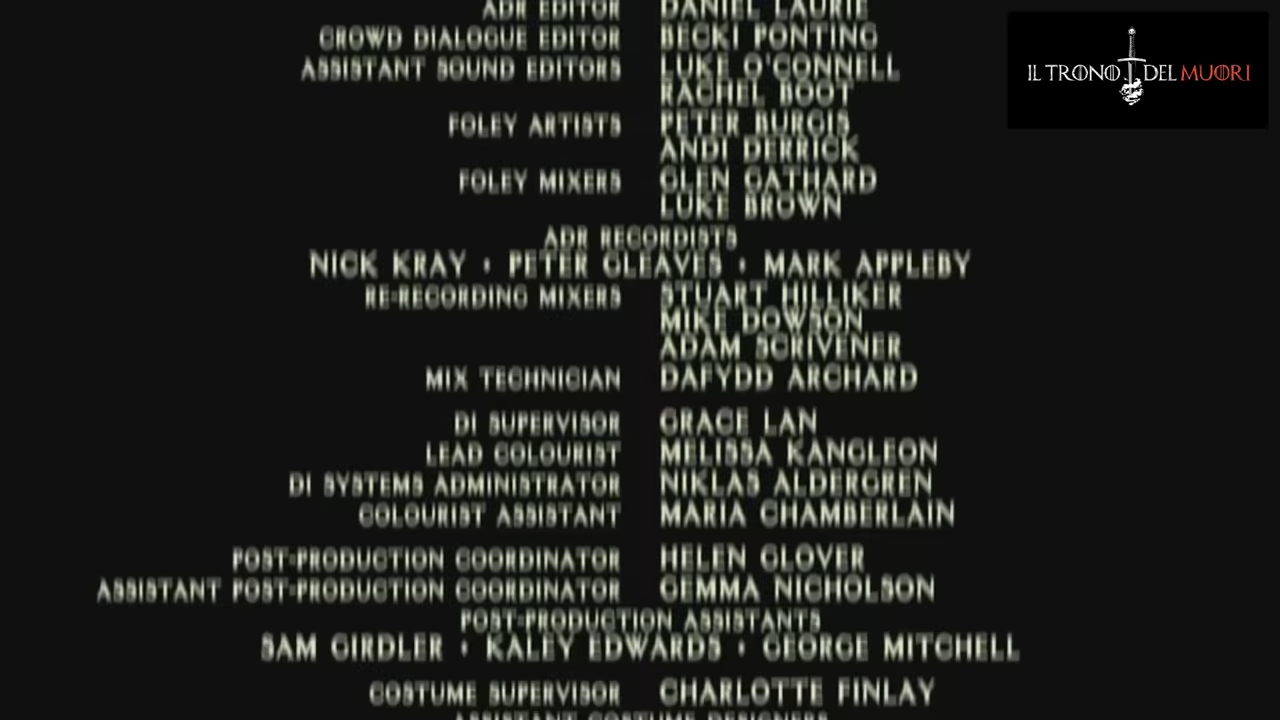 ADR EDITOR DANIEL LAURIE
CROWD DIALOGUE EDITOR BECKI PONTING
ASSISTANT SOUND EDITORS LUKE O'CONNELL
RACHEL BOOT
FOLEY ARTISTS PETER BURGIS
ANDI DERRICK
FOLEY MIXERS GLEN GATHARD
LUKE BROWN
ADR RECORDISTS
NICK KRAY • PETER GLEAVES • MARK APPLEBY
RE-RECORDING MIXERS STUART HILLIKER
MIKE DOWSON
ADAM SCRIVENER
MIX TECHNICIAN DAFYDD ARCHARD
DI SUPERVISOR GRACE LAN
LEAD COLOURIST MELISSA KANGLEON
DI SYSTEMS ADMINISTRATOR NIKLAS ALDERGREN
COLOURIST ASSISTANT MARIA CHAMBERLAIN
POST-PRODUCTION COORDINATOR HELEN GLOVER
ASSISTANT POST-PRODUCTION COORDINATOR GEMMA NICHOLSON
POST-PRODUCTION ASSISTANTS
SAM GIRDLER • KALEY EDWARDS • GEORGE MITCHELL
COSTUME SUPERVISOR CHARLOTTE FINLAY
ASSISTANT COSTUME DESIGNERS
IL TRONO DEL MUORI